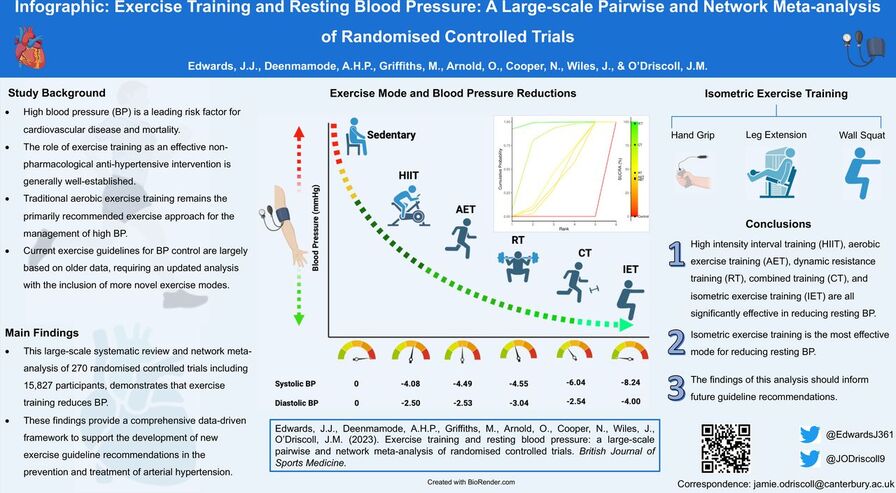 Infographic: Exercise Training and Resting Blood Pressure: A Large-scale Pairwise and Network Meta-analysis
of Randomised Controlled Trials
Edwards, J.J., Deenmamode, A.H.P., Griffiths, M., Arnold, O., Cooper, N., Wiles, J., & O'Driscoll, J.M.
Study Background
• High blood pressure (BP) is a leading risk factor for
cardiovascular disease and mortality.
• The role of exercise training as an effective non-
pharmacological anti-hypertensive intervention is
generally well-established.
• Traditional aerobic exercise training remains the
primarily recommended exercise approach for the
management of high BP.
• Current exercise guidelines for BP control are largely
based on older data, requiring an updated analysis
with the inclusion of more novel exercise modes.
Main Findings
• This large-scale systematic review and network meta-
analysis of 270 randomised controlled trials including
15,827 participants, demonstrates that exercise
training reduces BP.
• These findings provide a comprehensive data-driven
framework to support the development of new
exercise guideline recommendations in the
prevention and treatment of arterial hypertension.
Exercise Mode and Blood Pressure Reductions
Blood Pressure (mmHg)
Sedentary
HIIT
AET
RT
CT
IET
Cumulative Probability
Rank
SUCRA (%)
Systolic BP 0 -4.08 -4.49 -4.55 -6.04 -8.24
Diastolic BP 0 -2.50 -2.53 -3.04 -2.54 -4.00
Edwards, J.J., Deenmamode, A.H.P., Griffiths, M., Arnold, O., Cooper, N., Wiles, J.,
O'Driscoll, J.M. (2023). Exercise training and resting blood pressure: a large-scale
pairwise and network meta-analysis of randomised controlled trials. British Journal of
Sports Medicine.
Created with BioRender.com
Isometric Exercise Training
Hand Grip
Leg Extension
Wall Squat
Conclusions
1 High intensity interval training (HIIT), aerobic
exercise training (AET), dynamic resistance
training (RT), combined training (CT), and
isometric exercise training (IET) are all
significantly effective in reducing resting BP.
2 Isometric exercise training is the most effective
mode for reducing resting BP.
3 The findings of this analysis should inform
future guideline recommendations.
@EdwardsJ361
@JODriscoll9
Correspondence: jamie.odriscoll@canterbury.ac.uk